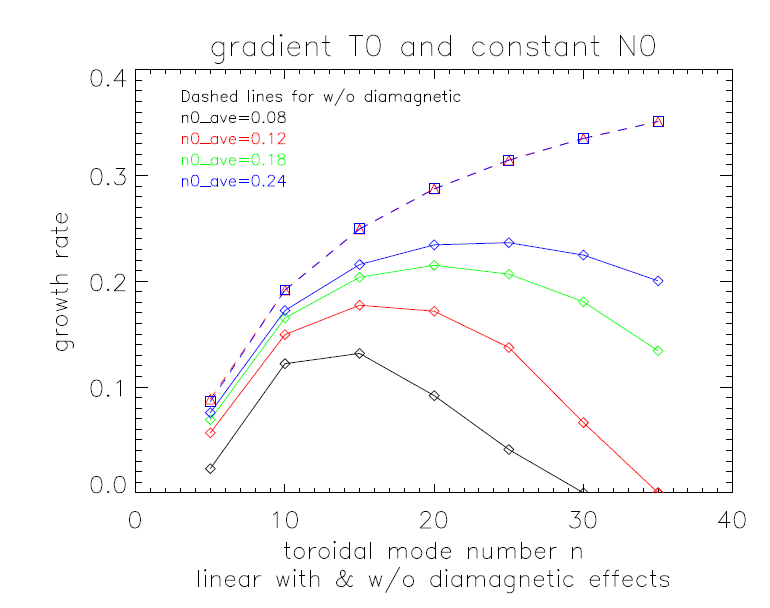 gradient T0 and constant N0
0.4
Dashed lines for w/o diamagnetic
n0_ave=0.08
n0_ave=0.12
n0_ave=0.18
n0_ave=0.24
0.3
growth rate
0.2
0.1
0.0
0 10 20 30 40
toroidal mode number n
linear with & w/o diamagnetic effects